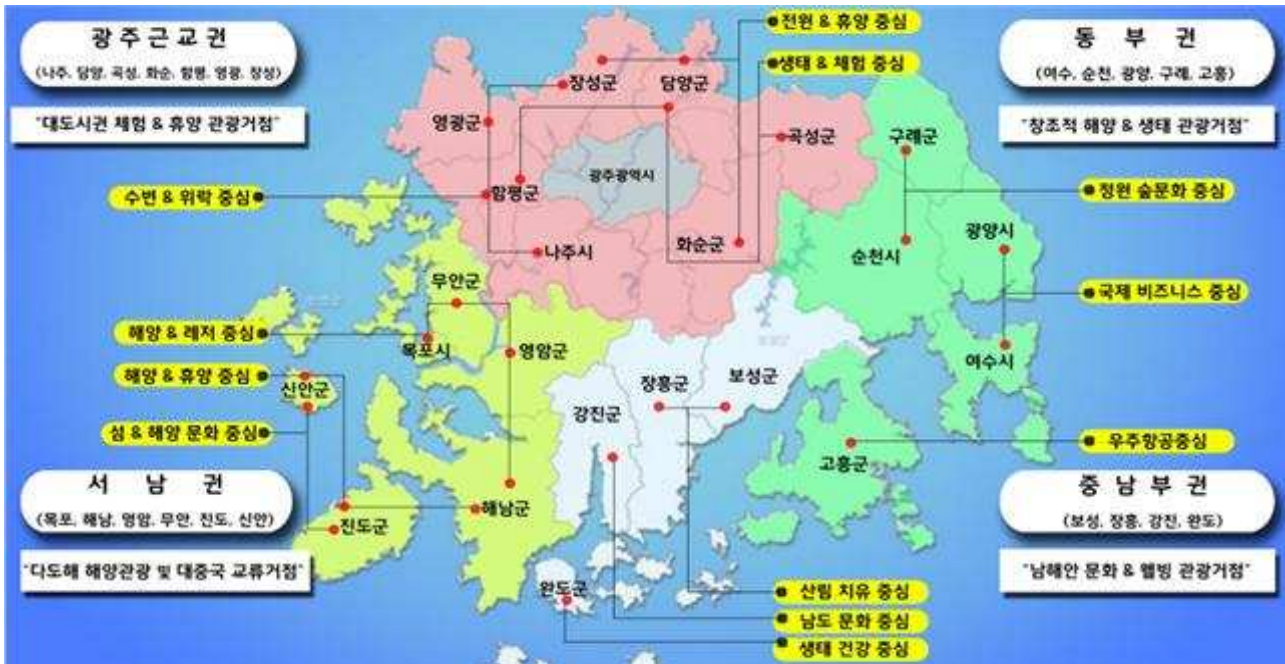 광주근교권
(나주, 담양, 곡성, 화순, 함평, 영광, 장성)
"대도시권 체험 & 휴양 관광거점"
전원 & 휴양 중심
생태 & 체험 중심
동 부 권
(여수, 순천, 광양, 구례, 고흥)
"창조적 해양 & 생태 관광거점"
장성군
담양군
영광군
곡성군
구례군
광주광역시
함평군
수변 & 위락 중심
정원 숲문화 중심
나주시
화순군
순천시
광양시
무안군
국제 비즈니스 중심
해양 & 레저 중심
목포시
영암군
여수시
해양 & 휴양 중심
신안군
장흥군
보성군
강진군
섬 & 해양 문화 중심
고흥군
우주항공중심
서 남 권
(목포, 해남, 영암, 무안, 진도, 신안)
"다도해 해양관광 및 대중국 교류거점"
진도군
해남군
중 남 부 권
(보성, 장흥, 강진, 완도)
"남해안 문화 & 웰빙 관광거점"
완도군
산림 치유 중심
남도 문화 중심
생태 건강 중심